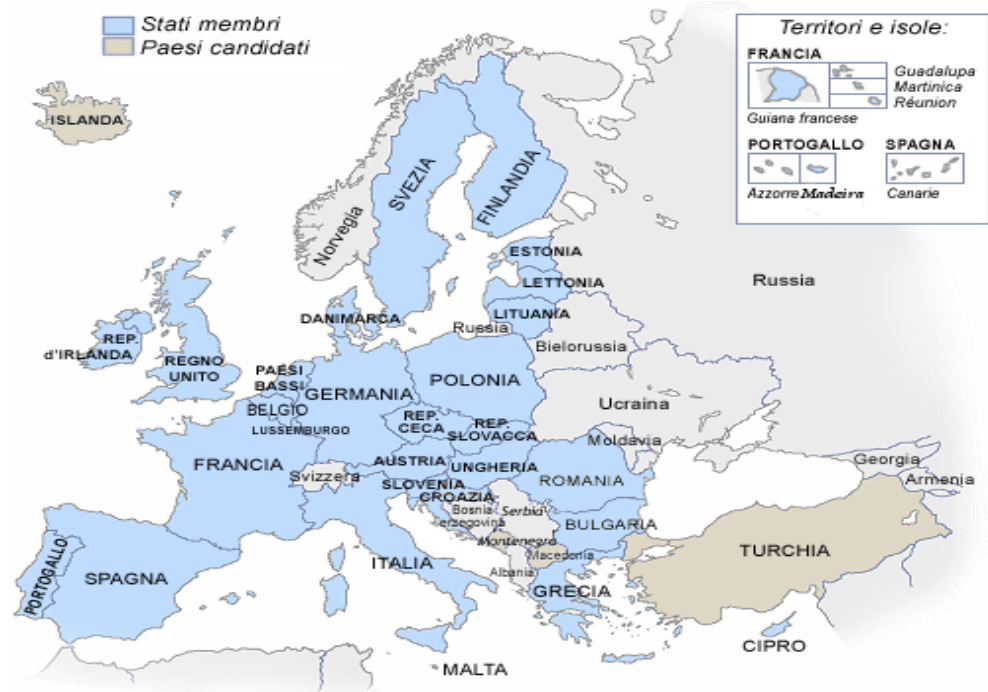 Stati membri
Paesi candidati
Territori e isole:
FRANCIA
Guadalupa
Martinica
Réunion
Guiana francese
PORTOGALLO
SPAGNA
Azzorre
Madeira
Canarie
ISLANDA
SVEZIA
FINLANDIA
Norvegia
ESTONIA
LETTONIA
LITUANIA
Russia
Russia
DANIMARCA
Bielorussia
REP.
d'IRLANDA
REGNO
UNITO
PAESI
BASSI
GERMANIA
POLONIA
BELGIO
LUSSEMBURGO
REP.
CECA
REP.
SLOVACCA
Ucraina
Moldavia
FRANCIA
Svizzera
AUSTRIA
UNGHERIA
ROMANIA
Georgia
Armenia
SLOVENIA
CROAZIA
Bosnia
erzegovina
Serbia
BULGARIA
Montenegro
Macedonia
Albania
ITALIA
GRECIA
TURCHIA
PORTOGALLO
SPAGNA
CIPRO
MALTA